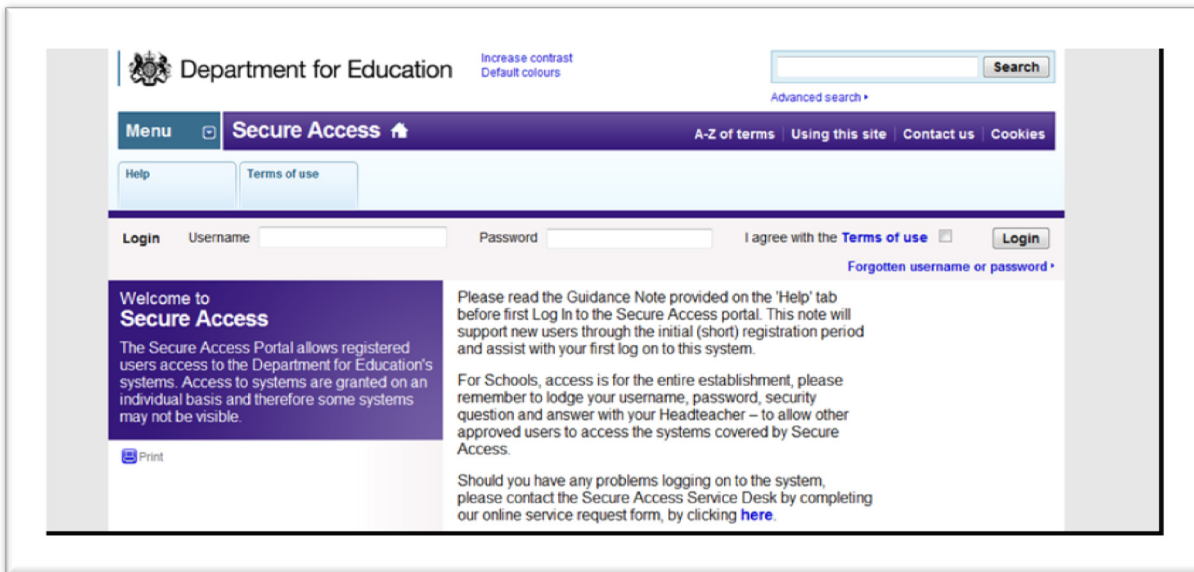 Department for Education
Increase contrast
Default colours
Search
Advanced search
Menu
Secure Access
A-Z of terms Using this site Contact us Cookies
Help
Terms of use
Login Username Password I agree with the Terms of use Login
Forgotten username or password
Welcome to
Secure Access
The Secure Access Portal allows registered
users access to the Department for Education's
systems. Access to systems are granted on an
individual basis and therefore some systems
may not be visible.
Print
Please read the Guidance Note provided on the 'Help' tab
before first Log In to the Secure Access portal. This note will
support new users through the initial (short) registration period
and assist with your first log on to this system.
For Schools, access is for the entire establishment, please
remember to lodge your username, password, security
question and answer with your Headteacher – to allow other
approved users to access the systems covered by Secure
Access.
Should you have any problems logging on to the system,
please contact the Secure Access Service Desk by completing
our online service request form, by clicking here.